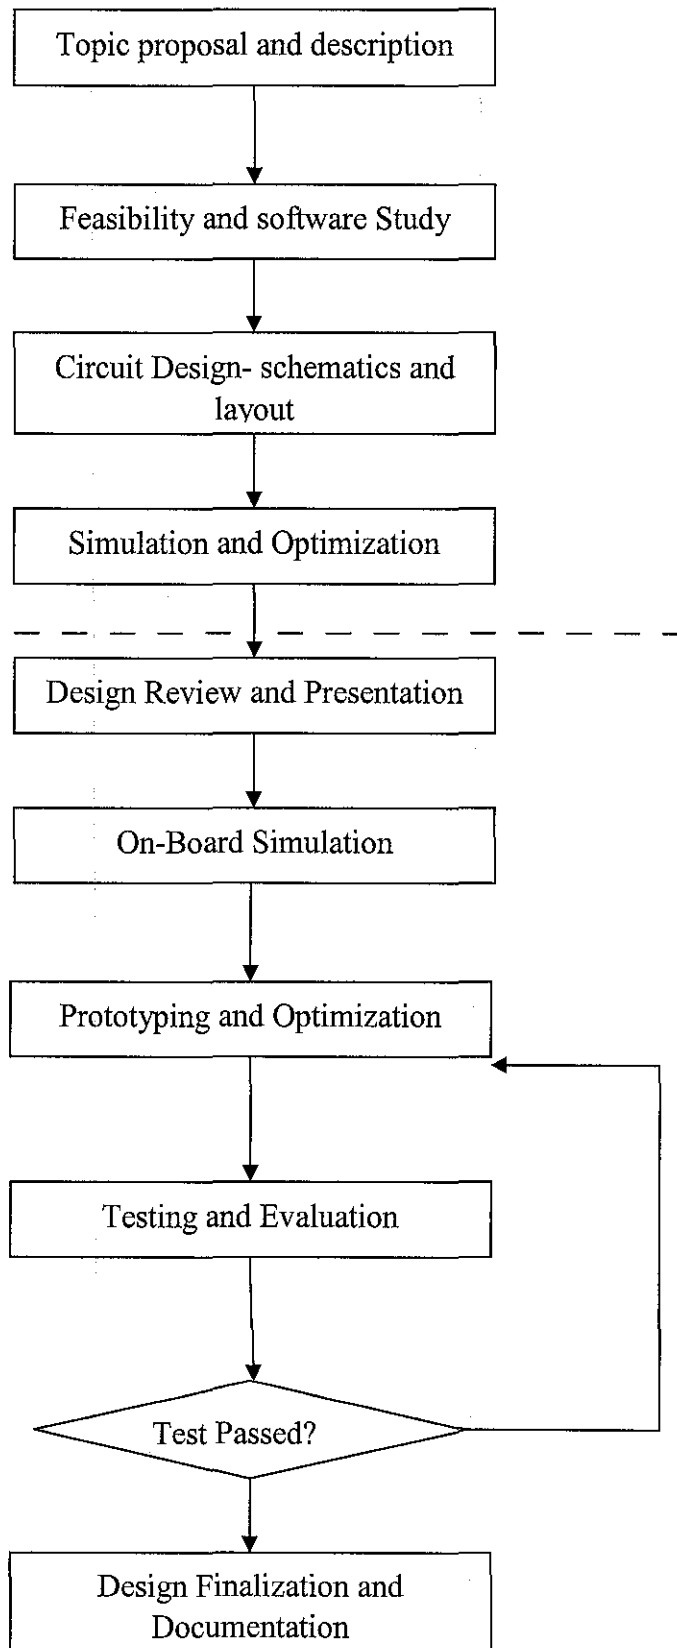 Topic proposal and description
Feasibility and software Study
Circuit Design- schematics and
layout
Simulation and Optimization
Design Review and Presentation
On-Board Simulation
Prototyping and Optimization
Testing and Evaluation
Test Passed?
Design Finalization and
Documentation